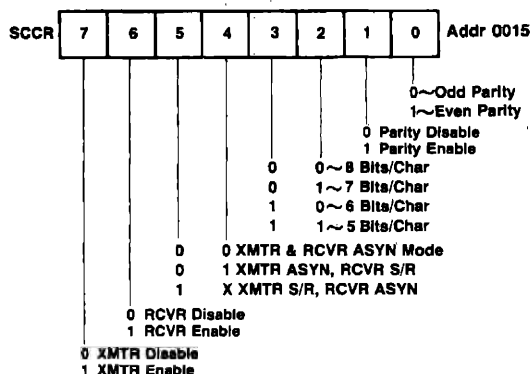 SCCR 7 6 5 4 3 2 1 0 Addr 0015
0~Odd Parity
1~Even Parity
0 Parity Disable
1 Parity Enable
0 0~8 Bits/Char
0 1~7 Bits/Char
1 0~6 Bits/Char
1 1~5 Bits/Char
0 0 XMTR & RCVR ASYN Mode
0 1 XMTR ASYN, RCVR S/R
1 X XMTR S/R, RCVR ASYN
0 RCVR Disable
1 RCVR Enable
0 XMTR Disable
1 XMTR Enable